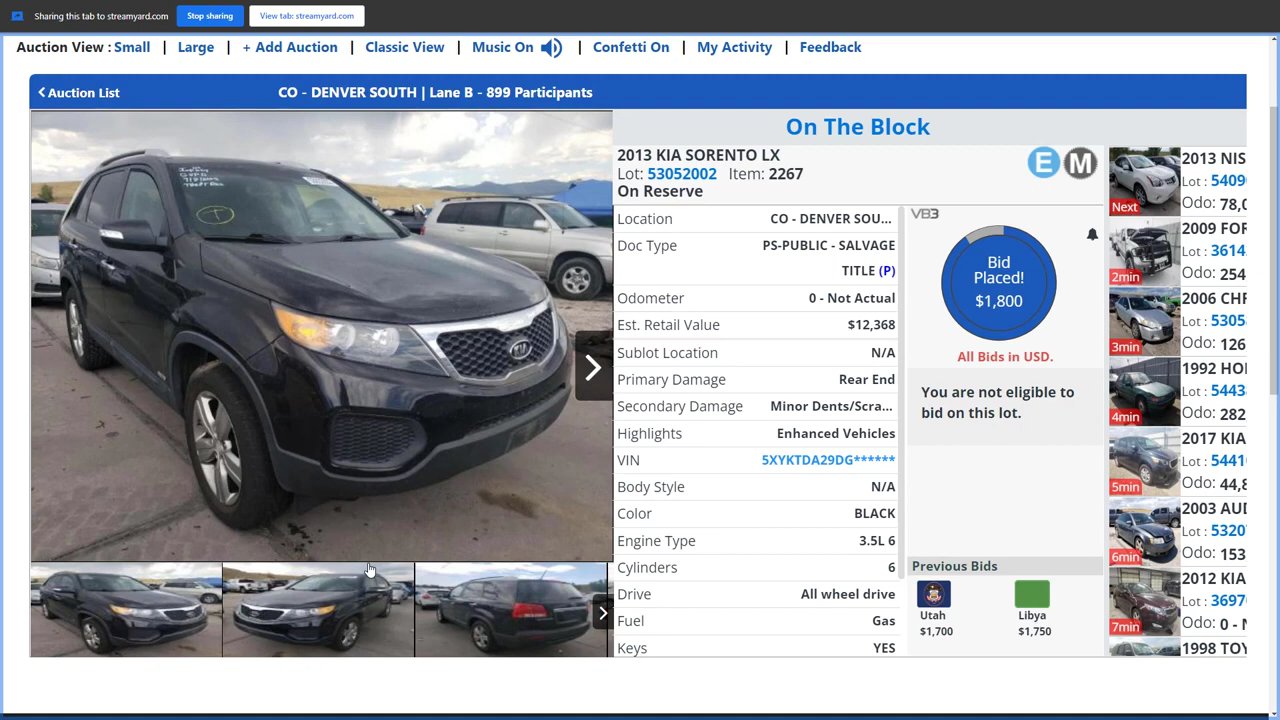 Sharing this tab to streamyard.com Stop sharing View tab: streamyard.com
Auction View : Small | Large | + Add Auction | Classic View | Music On | Confetti On | My Activity | Feedback
Auction List
CO - DENVER SOUTH | Lane B - 899 Participants
On The Block
2013 KIA SORENTO LX
Lot: 53052002 Item: 2267
On Reserve
E M
Location CO - DENVER SOU...
Doc Type PS-PUBLIC - SALVAGE
TITLE (P)
Odometer 0 - Not Actual
Est. Retail Value $12,368
Sublot Location N/A
Primary Damage Rear End
Secondary Damage Minor Dents/Scra...
Highlights Enhanced Vehicles
VIN 5XYKTDA29DG******
Body Style N/A
Color BLACK
Engine Type 3.5L 6
Cylinders 6
Drive All wheel drive
Fuel Gas
Keys YES
VB3
Bid
Placed!
$1,800
All Bids in USD.
You are not eligible to
bid on this lot.
Previous Bids
Utah
$1,700
Libya
$1,750
2013 NIS
Lot : 5409
Odo: 78,0
Next
2009 FOR
Lot : 3614
Odo: 254
2min
2006 CHR
Lot : 5305
Odo: 126
3min
1992 HO
Lot : 5443
Odo: 282
4min
2017 KIA
Lot : 5441
Odo: 44,8
5min
2003 AUD
Lot : 5320
Odo: 153
6min
2012 KIA
Lot : 3697
Odo: 0 - N
7min
1998 TOY
KIA